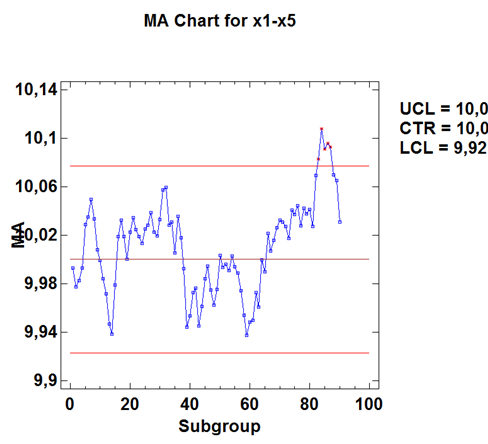 MA Chart for x1-x5
UCL = 10,0
CTR = 10,0
LCL = 9,92
MA
10,14
10,1
10,06
10,02
9,98
9,94
9,9
0 20 40 60 80 100
Subgroup